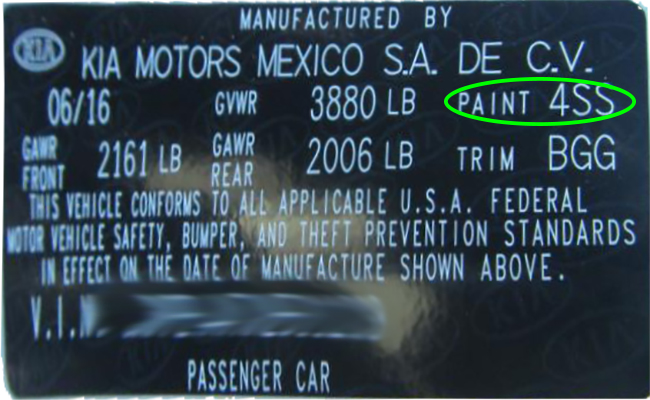 MANUFACTURED BY
KIA KIA MOTORS MEXICO S.A. DE C.V.
06/16 GVWR 3880 LB PAINT 4SS
GAWR FRONT 2161 LB GAWR REAR 2006 LB TRIM BGG
THIS VEHICLE CONFORMS TO ALL APPLICABLE U.S.A. FEDERAL
MOTOR VEHICLE SAFETY, BUMPER, AND THEFT PREVENTION STANDARDS
IN EFFECT ON THE DATE OF MANUFACTURE SHOWN ABOVE.
V.I.N.
PASSENGER CAR